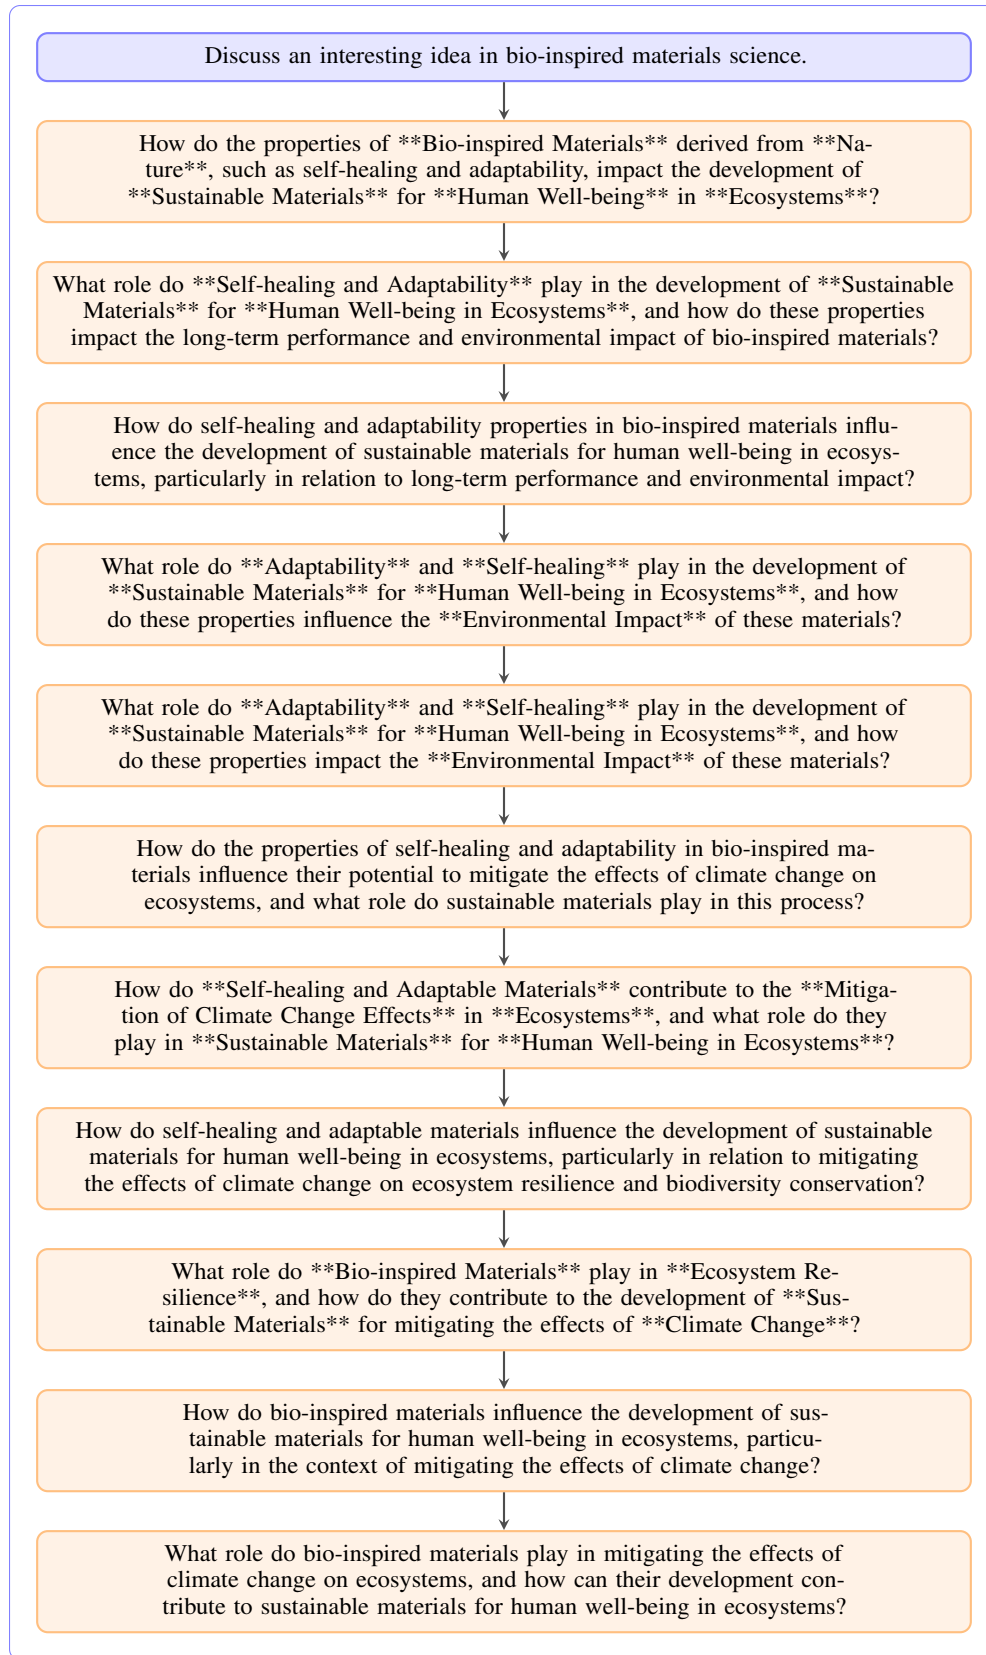 Discuss an interesting idea in bio-inspired materials science.
How do the properties of **Bio-inspired Materials** derived from **Na-
ture**, such as self-healing and adaptability, impact the development of
**Sustainable Materials** for **Human Well-being** in **Ecosystems**?
What role do **Self-healing and Adaptability** play in the development of **Sustainable
Materials** for **Human Well-being in Ecosystems**, and how do these properties
impact the long-term performance and environmental impact of bio-inspired materials?
How do self-healing and adaptability properties in bio-inspired materials influ-
ence the development of sustainable materials for human well-being in ecosys-
tems, particularly in relation to long-term performance and environmental impact?
What role do **Adaptability** and **Self-healing** play in the development of
**Sustainable Materials** for **Human Well-being in Ecosystems**, and how
do these properties influence the **Environmental Impact** of these materials?
What role do **Adaptability** and **Self-healing** play in the development of
**Sustainable Materials** for **Human Well-being in Ecosystems**, and how
do these properties impact the **Environmental Impact** of these materials?
How do the properties of self-healing and adaptability in bio-inspired ma-
terials influence their potential to mitigate the effects of climate change on
ecosystems, and what role do sustainable materials play in this process?
How do **Self-healing and Adaptable Materials** contribute to the **Mitiga-
tion of Climate Change Effects** in **Ecosystems**, and what role do they
play in **Sustainable Materials** for **Human Well-being in Ecosystems**?
How do self-healing and adaptable materials influence the development of sustainable
materials for human well-being in ecosystems, particularly in relation to mitigating
the effects of climate change on ecosystem resilience and biodiversity conservation?
What role do **Bio-inspired Materials** play in **Ecosystem Re-
silience**, and how do they contribute to the development of **Sus-
tainable Materials** for mitigating the effects of **Climate Change**?
How do bio-inspired materials influence the development of sus-
tainable materials for human well-being in ecosystems, particu-
larly in the context of mitigating the effects of climate change?
What role do bio-inspired materials play in mitigating the effects of
climate change on ecosystems, and how can their development con-
tribute to sustainable materials for human well-being in ecosystems?